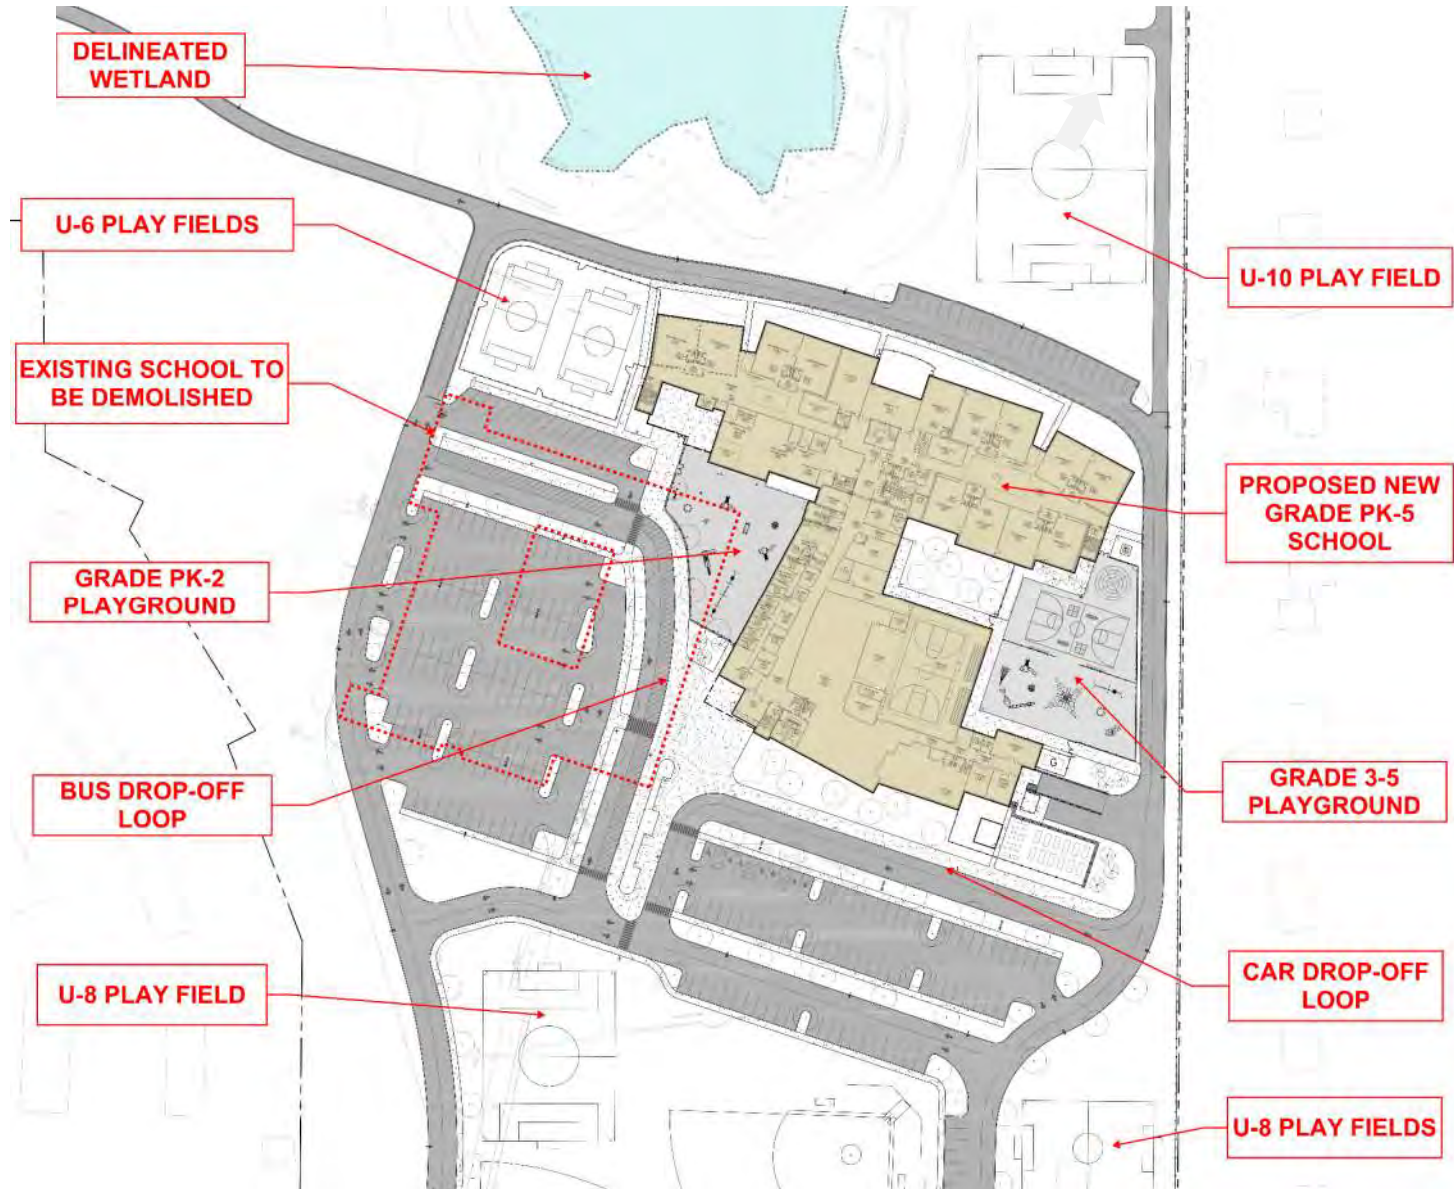 DELINEATED
WETLAND
U-6 PLAY FIELDS
U-10 PLAY FIELD
EXISTING SCHOOL TO
BE DEMOLISHED
PROPOSED NEW
GRADE PK-5
SCHOOL
GRADE PK-2
PLAYGROUND
BUS DROP-OFF
LOOP
GRADE 3-5
PLAYGROUND
G
U-8 PLAY FIELD
CAR DROP-OFF
LOOP
U-8 PLAY FIELDS